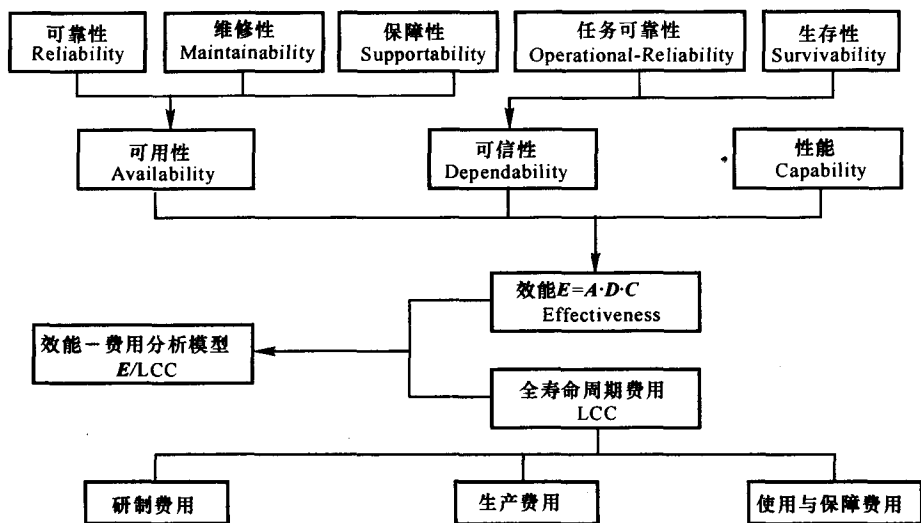 可靠性
Reliability
维修性
Maintainability
保障性
Supportability
任务可靠性
Operational-Reliability
生存性
Survivability
可用性
Availability
可信性
Dependability
性能
Capability
效能E=A·D·C
Effectiveness
效能－费用分析模型
E/LCC
全寿命周期费用
LCC
研制费用
生产费用
使用与保障费用